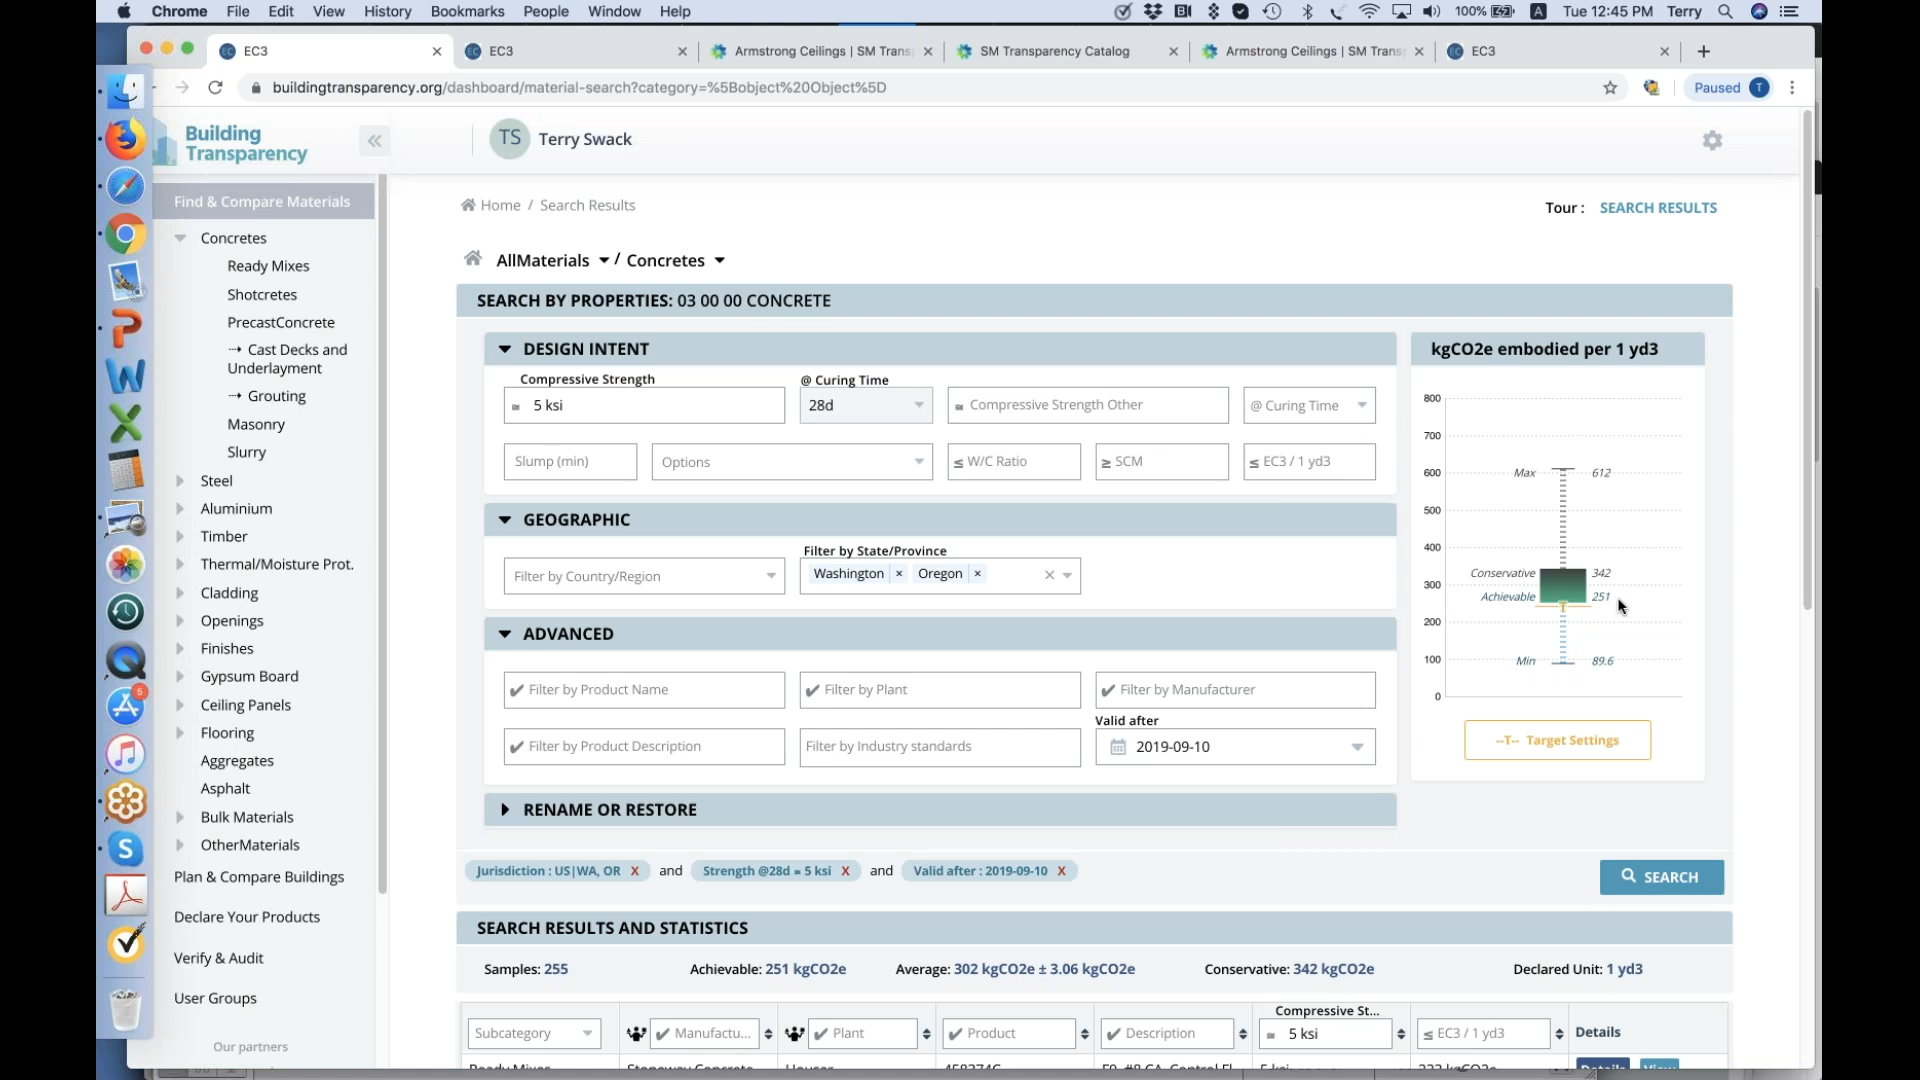 Chrome File Edit View History Bookmarks People Window Help
100% A Tue 12:45 PM Terry
EC3
EC3
Armstrong Ceilings | SM Trans
SM Transparency Catalog
Armstrong Ceilings | SM Trans
EC3
buildingtransparency.org/dashboard/material-search?category=%5Bobject%20Object%5D
Paused T
Building
Transparency
TS Terry Swack
Find & Compare Materials
Concretes
Ready Mixes
Shotcretes
PrecastConcrete
Cast Decks and
Underlayment
Grouting
Masonry
Slurry
Steel
Aluminium
Timber
Thermal/Moisture Prot.
Cladding
Openings
Finishes
Gypsum Board
Ceiling Panels
Flooring
Aggregates
Asphalt
Bulk Materials
OtherMaterials
Plan & Compare Buildings
Declare Your Products
Verify & Audit
User Groups
Our partners
5
Home / Search Results
Tour : SEARCH RESULTS
AllMaterials / Concretes
SEARCH BY PROPERTIES: 03 00 00 CONCRETE
DESIGN INTENT
Compressive Strength
@ Curing Time
≈ 5 ksi
28d
≈ Compressive Strength Other
@ Curing Time
Slump (min)
Options
≤ W/C Ratio
≥ SCM
≤ EC3 / 1 yd3
GEOGRAPHIC
Filter by State/Province
Filter by Country/Region
Washington × Oregon ×
ADVANCED
Filter by Product Name
Filter by Plant
Filter by Manufacturer
Valid after
Filter by Product Description
Filter by Industry standards
2019-09-10
RENAME OR RESTORE
kgCO2e embodied per 1 yd3
800
700
600
500
400
300
200
100
0
Max 612
Conservative 342
Achievable 251
T
Min 89.6
--T-- Target Settings
Jurisdiction : US|WA, OR X and Strength @28d ≈ 5 ksi X and Valid after : 2019-09-10 X
SEARCH
SEARCH RESULTS AND STATISTICS
Samples: 255
Achievable: 251 kgCO2e
Average: 302 kgCO2e ± 3.06 kgCO2e
Conservative: 342 kgCO2e
Declared Unit: 1 yd3
Compressive St...
Subcategory
Manufactu...
Plant
Product
Description
≈ 5 ksi
≤ EC3 / 1 yd3
Details